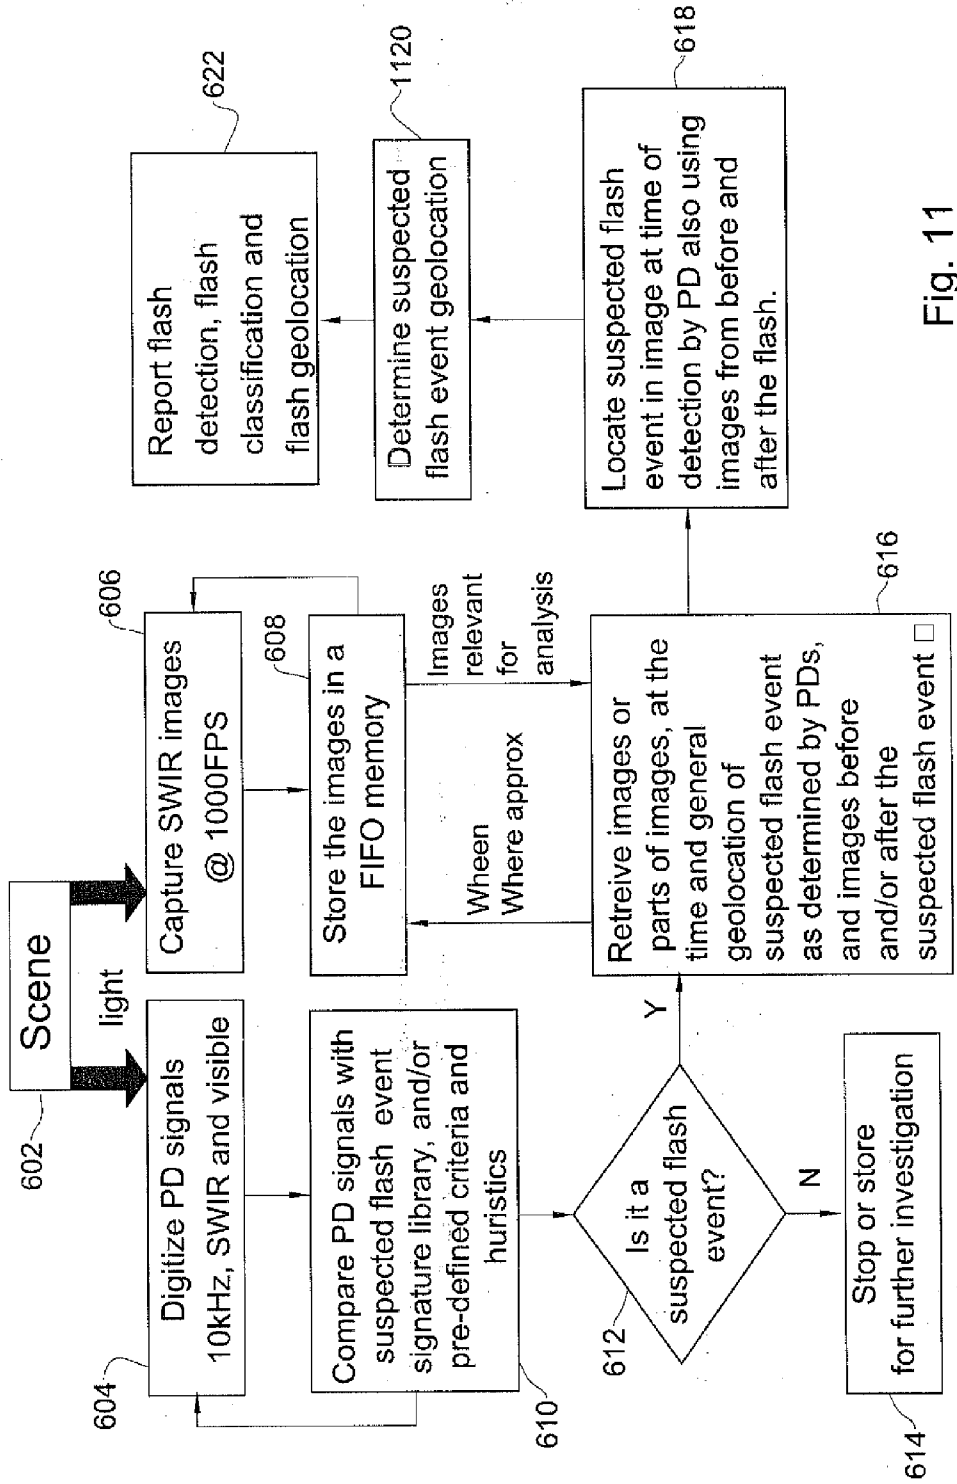 602
Scene
light
604
Digitize PD signals
10kHz, SWIR and visible
606
Capture SWIR images
@ 1000FPS
608
Store the images in a
FIFO memory
610
Compare PD signals with
suspected flash event
signature library, and/or
pre-defined criteria and
huristics
612
Is it a
suspected flash
event?
Y
N
614
Stop or store
for further investigation
Wheen
Where approx
Images
relevant
for
analysis
616
Retreive images or
parts of images, at the
time and general
geolocation of
suspected flash event
as determined by PDs,
and images before
and/or after the
suspected flash event □
618
Locate suspected flash
event in image at time of
detection by PD also using
images from before and
after the flash.
1120
Determine suspected
flash event geolocation
622
Report flash
detection, flash
classification and
flash geolocation
Fig. 11